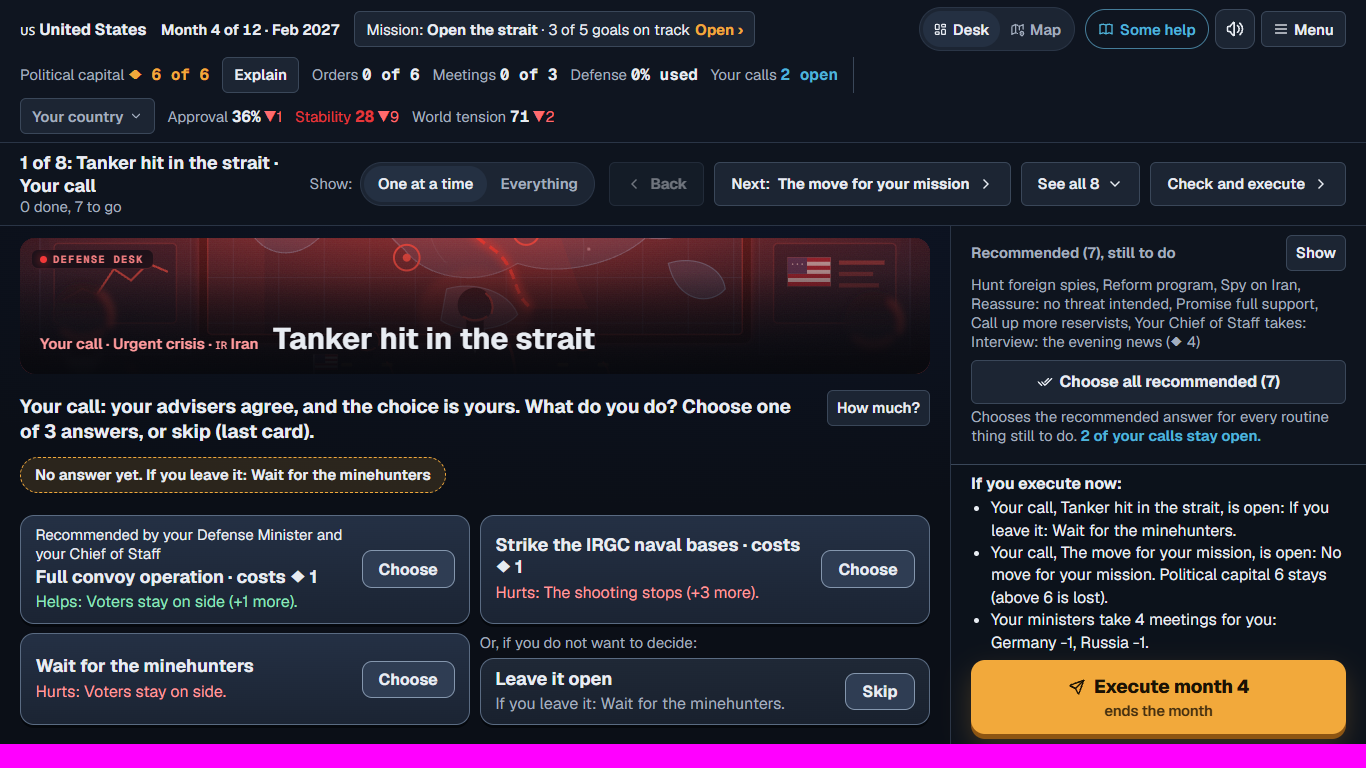 US United States Month 4 of 12 · Feb 2027 Mission: Open the strait · 3 of 5 goals on track Open › Desk Map Some help Menu
Political capital ◆ 6 of 6 Explain Orders 0 of 6 Meetings 0 of 3 Defense 0% used Your calls 2 open
Your country Approval 36% ▼1 Stability 28 ▼9 World tension 71 ▼2
1 of 8: Tanker hit in the strait ·
Your call
0 done, 7 to go
Show: One at a time Everything Back Next: The move for your mission See all 8 Check and execute
DEFENSE DESK
Your call · Urgent crisis · IR Iran Tanker hit in the strait
Your call: your advisers agree, and the choice is yours. What do you do? Choose one
of 3 answers, or skip (last card).
How much?
No answer yet. If you leave it: Wait for the minehunters
Recommended by your Defense Minister and
your Chief of Staff
Full convoy operation · costs ◆ 1
Helps: Voters stay on side (+1 more).
Choose
Strike the IRGC naval bases · costs
◆ 1
Hurts: The shooting stops (+3 more).
Choose
Wait for the minehunters
Hurts: Voters stay on side.
Choose
Or, if you do not want to decide:
Leave it open
If you leave it: Wait for the minehunters.
Skip
Recommended (7), still to do Show
Hunt foreign spies, Reform program, Spy on Iran,
Reassure: no threat intended, Promise full support,
Call up more reservists, Your Chief of Staff takes:
Interview: the evening news (◆ 4)
Choose all recommended (7)
Chooses the recommended answer for every routine
thing still to do. 2 of your calls stay open.
If you execute now:
• Your call, Tanker hit in the strait, is open: If you
leave it: Wait for the minehunters.
• Your call, The move for your mission, is open: No
move for your mission. Political capital 6 stays
(above 6 is lost).
• Your ministers take 4 meetings for you:
Germany -1, Russia -1.
Execute month 4
ends the month